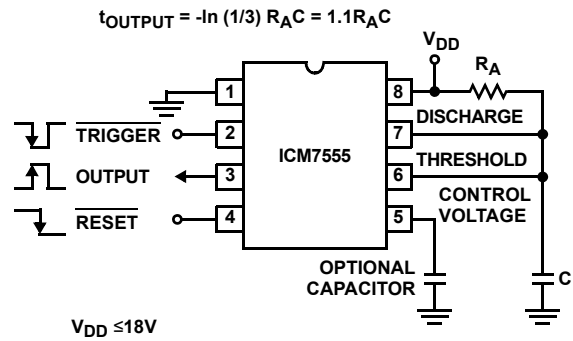 tOUTPUT = -ln (1/3) RAC = 1.1RAC
VDD
RA
1
8
DISCHARGE
TRIGGER
2
7
ICM7555
THRESHOLD
OUTPUT
3
6
CONTROL
VOLTAGE
RESET
4
5
OPTIONAL
CAPACITOR
C
VDD ≤18V